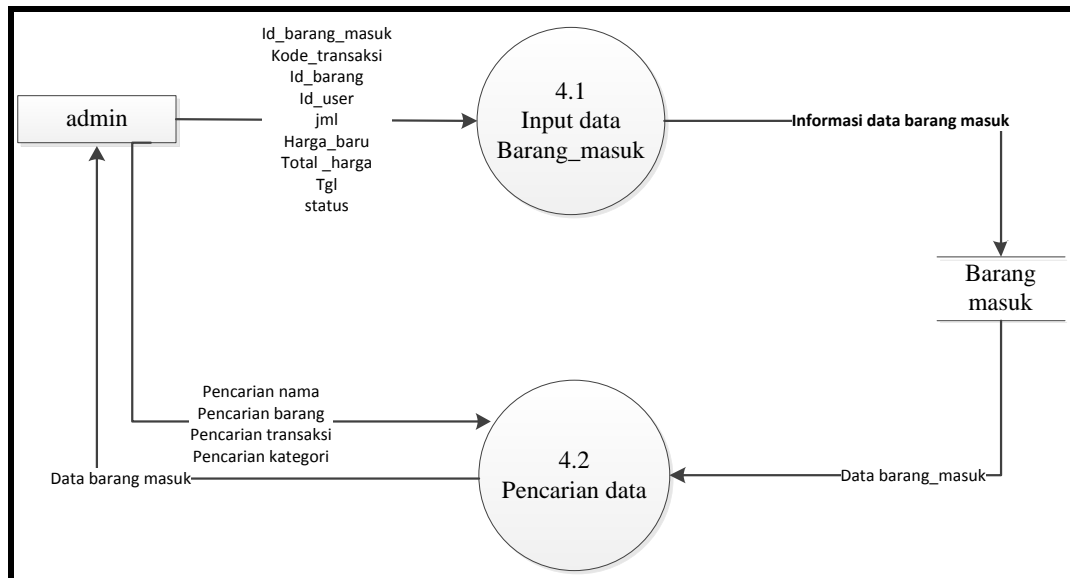 admin
Id_barang_masuk
Kode_transaksi
Id_barang
Id_user
jml
Harga_baru
Total _harga
Tgl
status
4.1
Input data
Barang_masuk
Informasi data barang masuk
Barang
masuk
Pencarian nama
Pencarian barang
Pencarian transaksi
Pencarian kategori
Data barang masuk
4.2
Pencarian data
Data barang_masuk